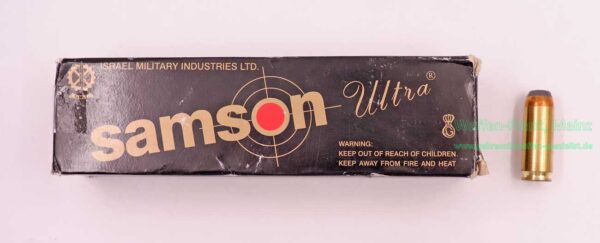 ISRAEL MILITARY INDUSTRIES LTD.
samson Ultra®
WARNING:
KEEP OUT OF REACH OF CHILDREN
KEEP AWAY FROM FIRE AND HEAT